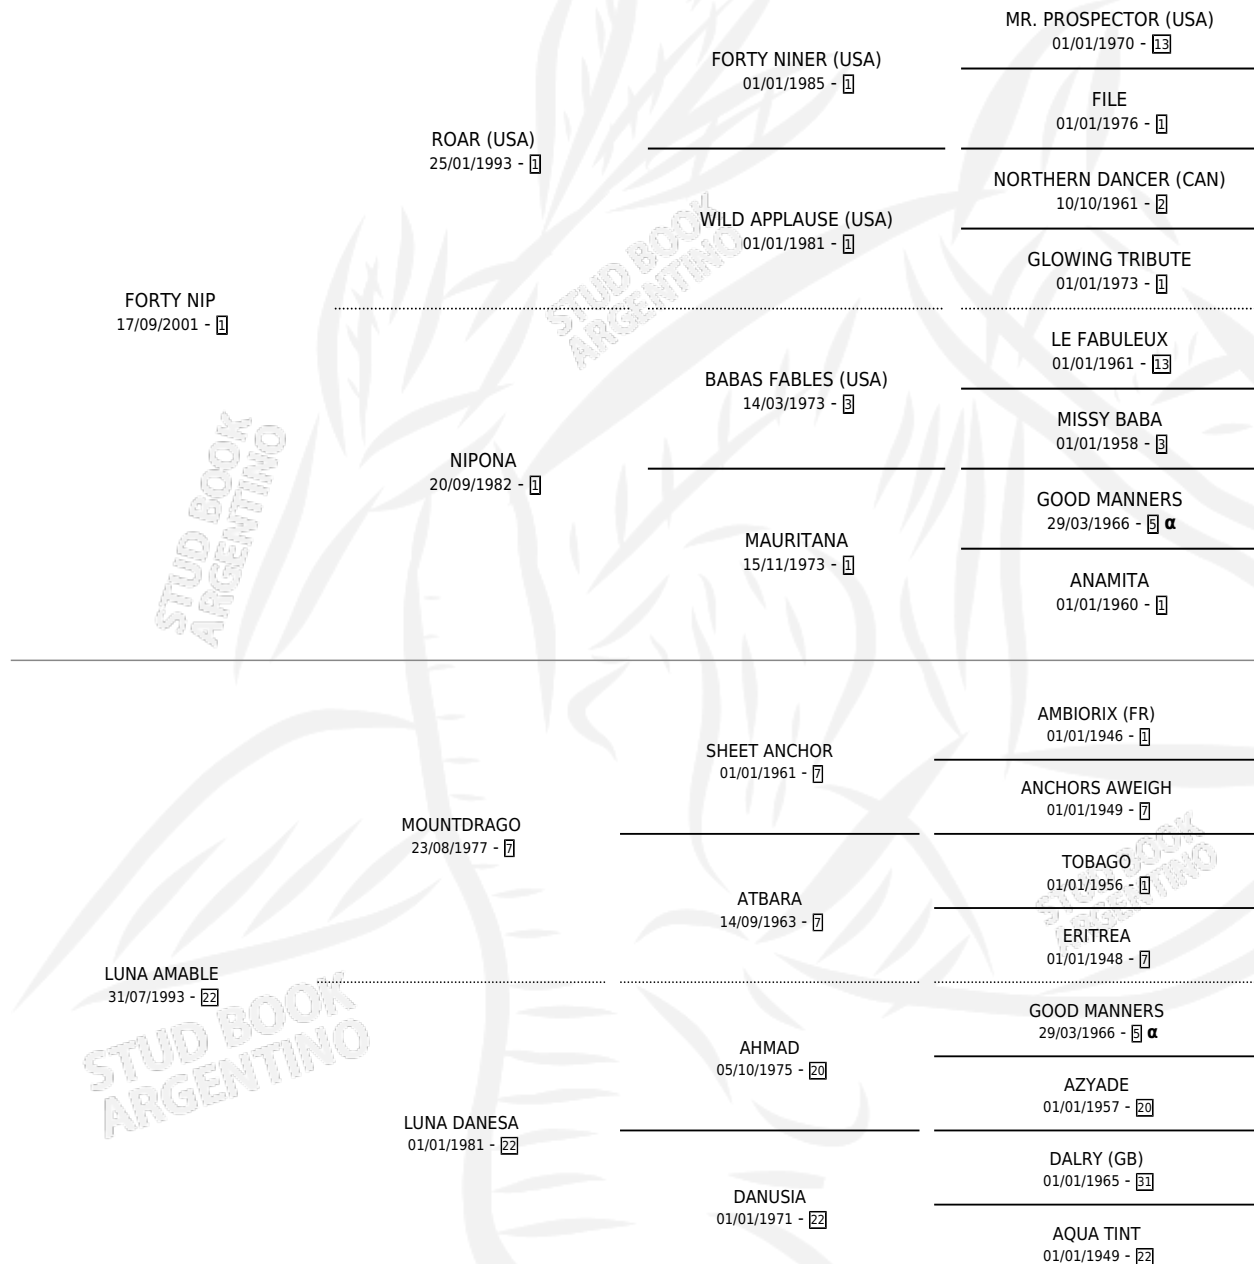 MR. PROSPECTOR (USA)
01/01/1970 - 13
FORTY NINER (USA)
01/01/1985 - 1
FILE
01/01/1976 - 1
ROAR (USA)
25/01/1993 - 1
NORTHERN DANCER (CAN)
10/10/1961 - 2
WILD APPLAUSE (USA)
01/01/1981 - 1
GLOWING TRIBUTE
01/01/1973 - 1
FORTY NIP
17/09/2001 - 1
LE FABULEUX
01/01/1961 - 13
BABAS FABLES (USA)
14/03/1973 - 3
MISSY BABA
01/01/1958 - 3
NIPONA
20/09/1982 - 1
GOOD MANNERS
29/03/1966 - 5 α
MAURITANA
15/11/1973 - 1
ANAMITA
01/01/1960 - 1
STUD BOOK
ARGENTINO
STUD BOOK
ARGENTINO
AMBIORIX (FR)
01/01/1946 - 1
SHEET ANCHOR
01/01/1961 - 7
ANCHORS AWEIGH
01/01/1949 - 7
MOUNTDRAGO
23/08/1977 - 7
TOBAGO
01/01/1956 - 1
ATBARA
14/09/1963 - 7
ERITREA
01/01/1948 - 7
LUNA AMABLE
31/07/1993 - 22
GOOD MANNERS
29/03/1966 - 5 α
AHMAD
05/10/1975 - 20
AZYADE
01/01/1957 - 20
LUNA DANESA
01/01/1981 - 22
DALRY (GB)
01/01/1965 - 31
DANUSIA
01/01/1971 - 22
AQUA TINT
01/01/1949 - 22
STUD BOOK
ARGENTINO
STUD BOOK
ARGENTINO